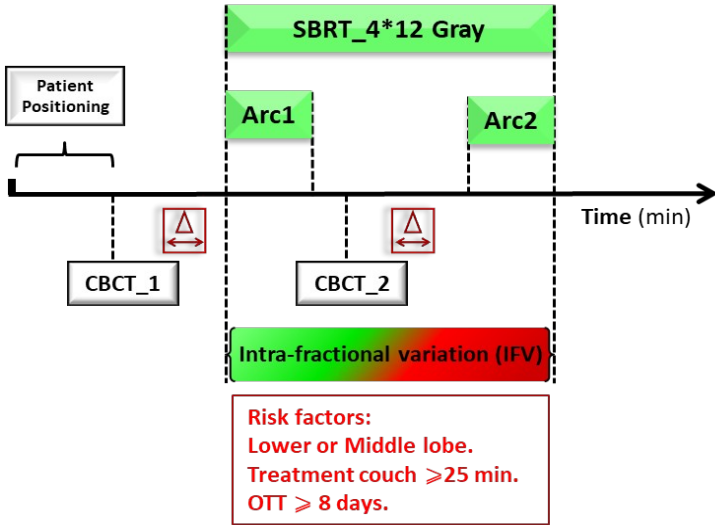 SBRT_4*12 Gray
Patient
Positioning
Arc1
Arc2
Δ
Δ
Time (min)
CBCT_1
CBCT_2
Intra-fractional variation (IFV)
Risk factors:
Lower or Middle lobe.
Treatment couch ⩾25 min.
OTT ⩾ 8 days.